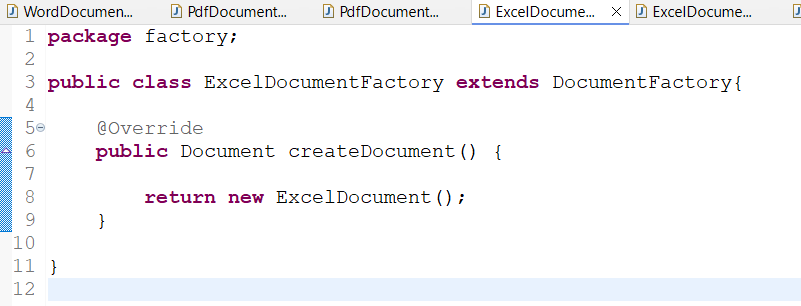 WordDocumen... PdfDocument... PdfDocument... ExcelDocume... ExcelDocume...
1 package factory;
2
3 public class ExcelDocumentFactory extends DocumentFactory{
4
5 @Override
6 public Document createDocument() {
7
8 return new ExcelDocument();
9 }
10
11 }
12